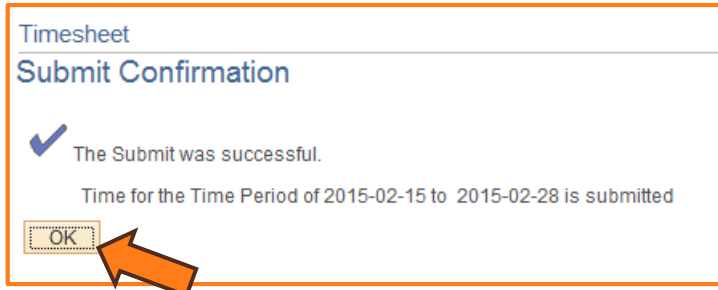 Timesheet
Submit Confirmation
The Submit was successful.
Time for the Time Period of 2015-02-15 to 2015-02-28 is submitted
OK